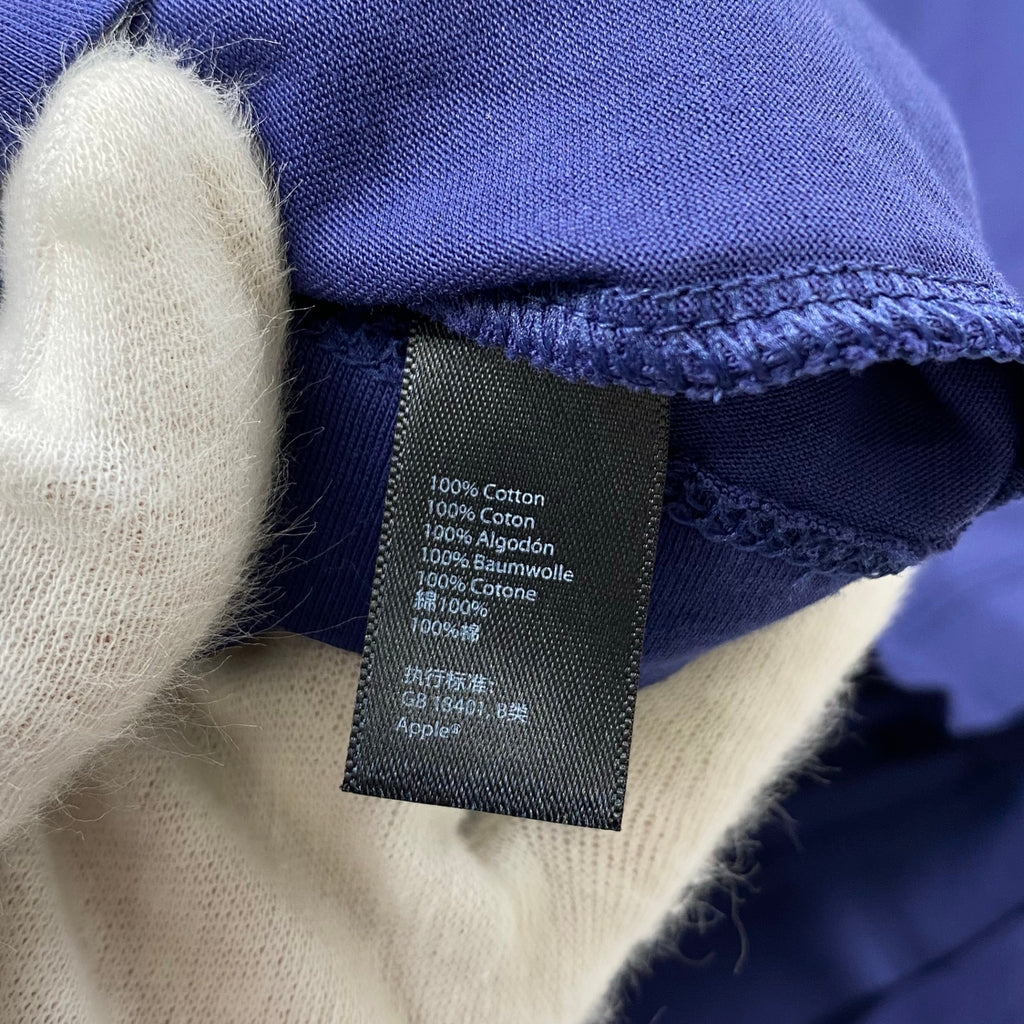 100% Cotton
100% Coton
100% Algodón
100% Baumwolle
100% Cotone
綿100%
100%棉
执行标准:
GB 18401, B类
Apple®